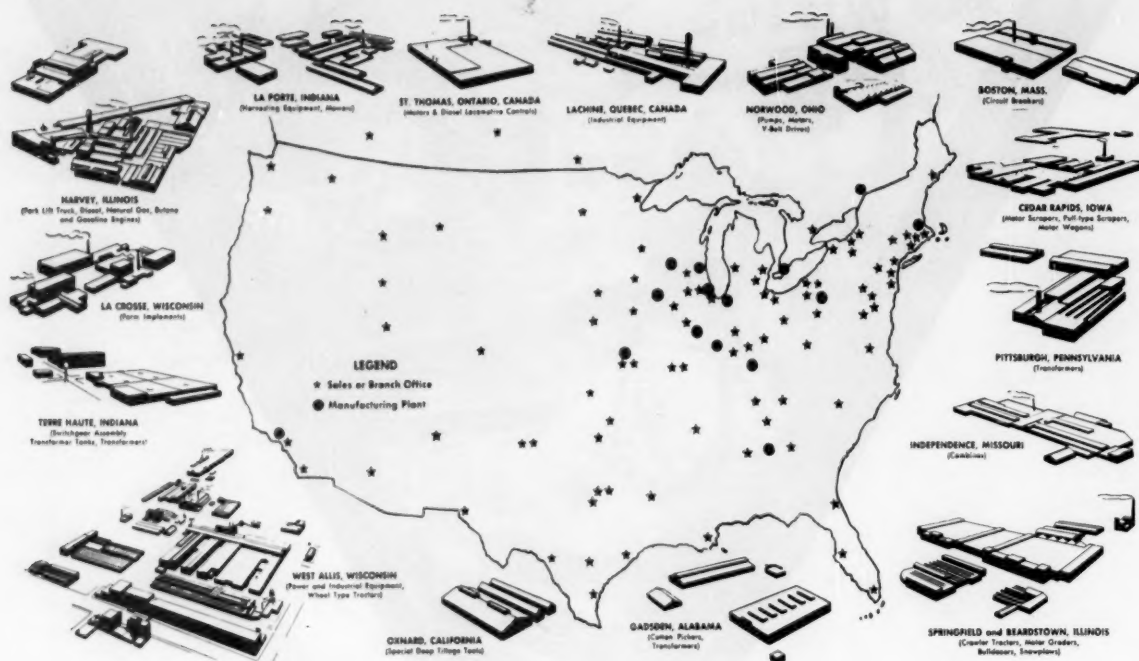 LA PORTE, INDIANA
(Harvesting Equipment, Mowers)
ST. THOMAS, ONTARIO, CANADA
(Motors & Diesel Locomotive Controls)
LACHINE, QUEBEC, CANADA
(Industrial Equipment)
NORWOOD, OHIO
(Pumps, Motors,
V-Belt Drives)
BOSTON, MASS.
(Circuit Breakers)
HARVEY, ILLINOIS
(Fork Lift Truck, Diesel, Natural Gas, Butane
and Gasoline Engines)
CEDAR RAPIDS, IOWA
(Motor Scrapers, Pull-type Scrapers,
Motor Wagons)
LA CROSSE, WISCONSIN
(Farm Implements)
PITTSBURGH, PENNSYLVANIA
(Transformers)
LEGEND
Sales or Branch Office
Manufacturing Plant
TERRE HAUTE, INDIANA
(Switchgear Assembly
Transformer Tanks, Transformers)
INDEPENDENCE, MISSOURI
(Combines)
WEST ALLIS, WISCONSIN
(Power and Industrial Equipment,
Wheel Type Tractors)
OXNARD, CALIFORNIA
(Special Deep Tillage Tools)
GADSDEN, ALABAMA
(Cotton Pickers,
Transformers)
SPRINGFIELD and BEARDSTOWN, ILLINOIS
(Crawler Tractors, Motor Graders,
Bulldozers, Snowplows)